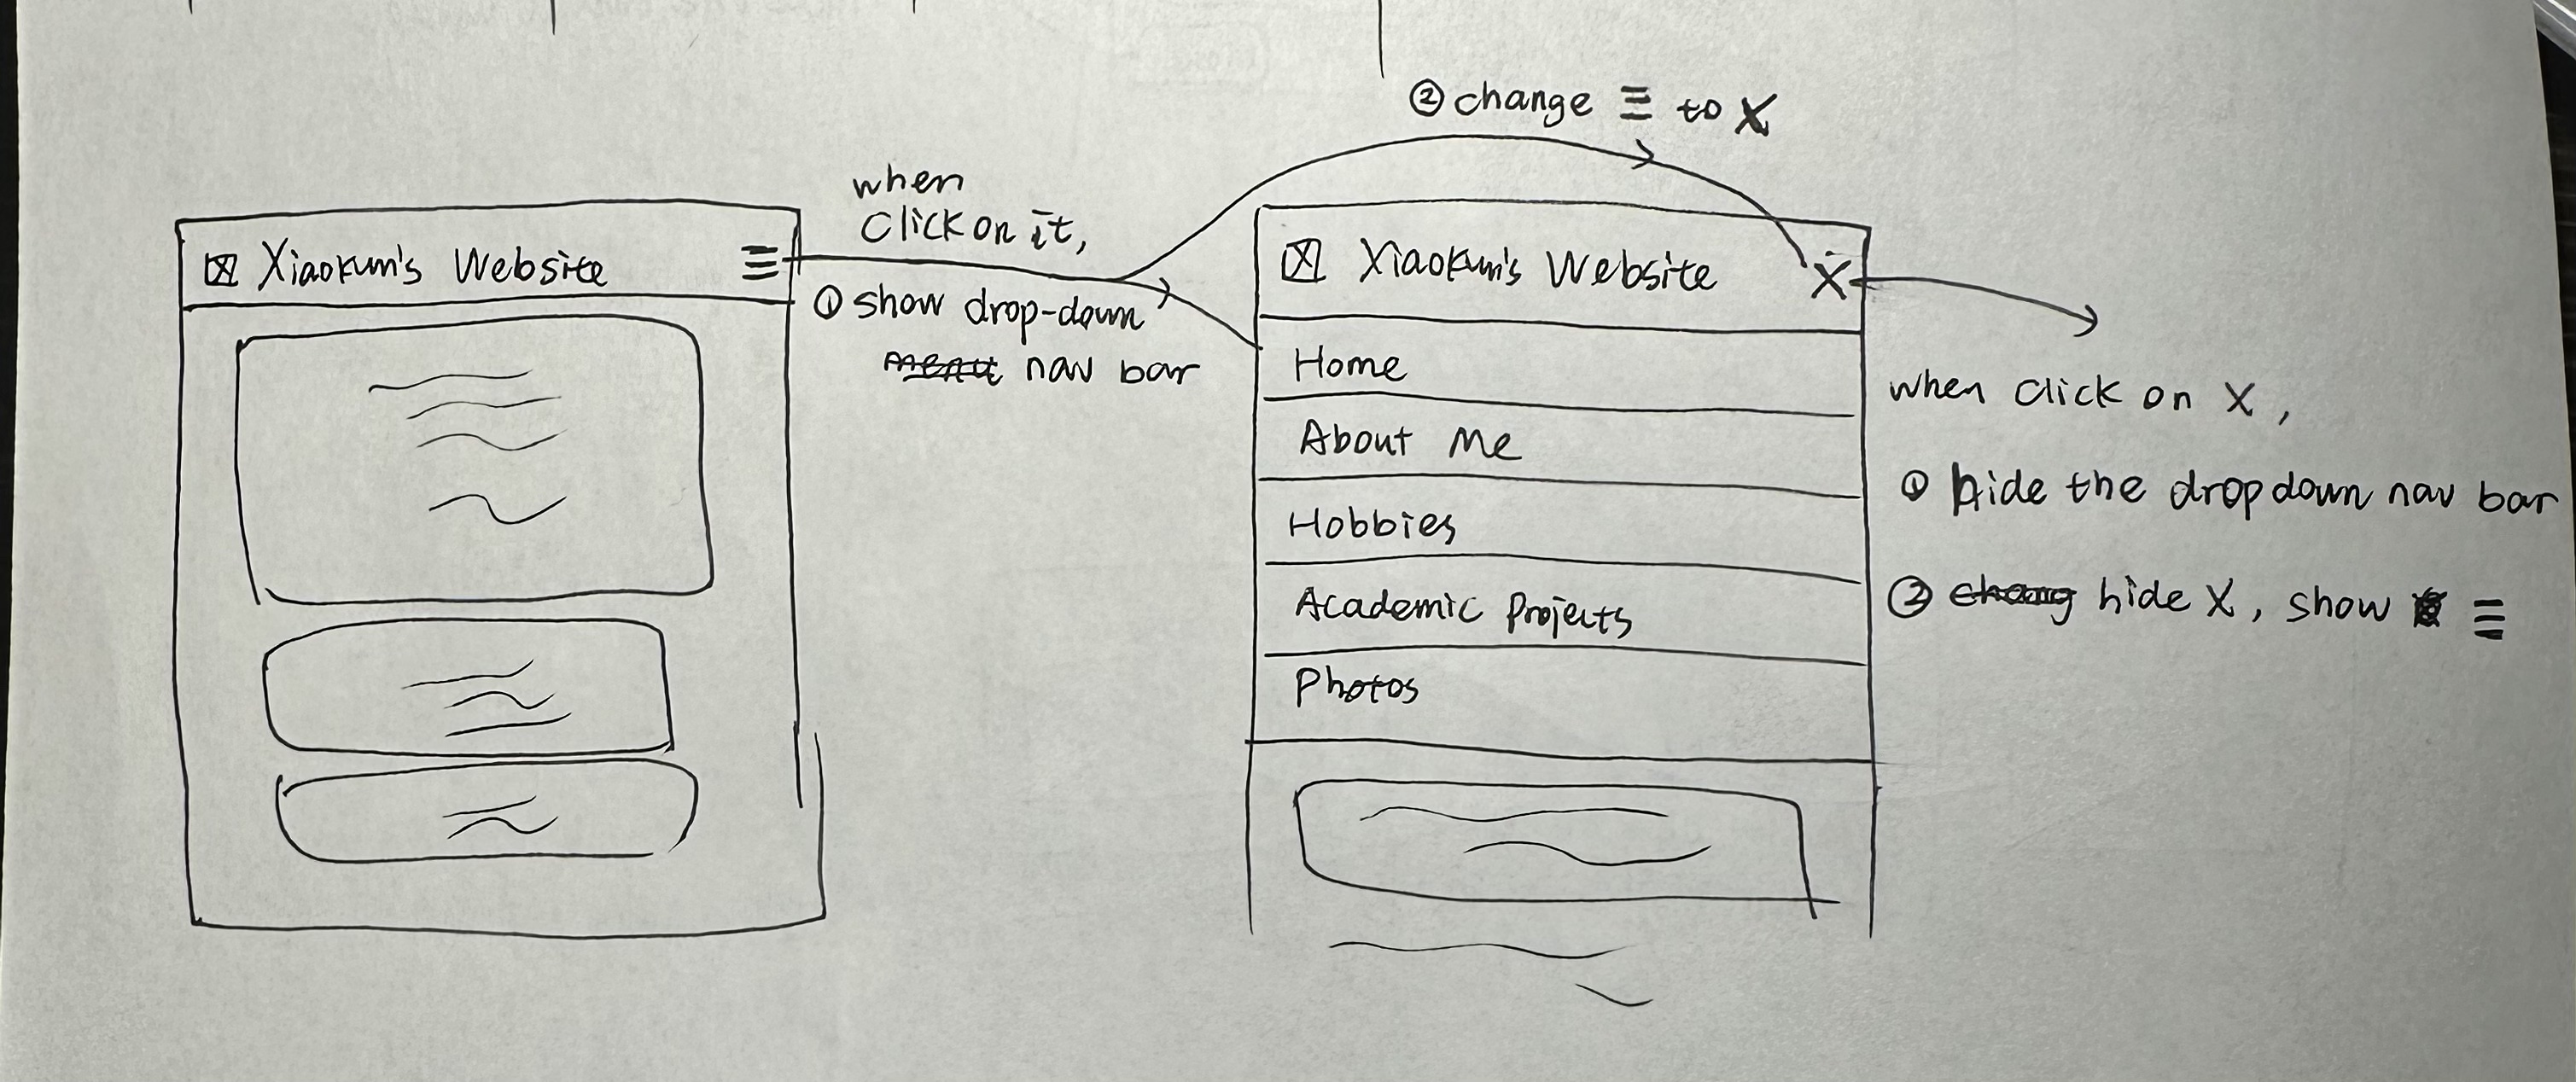 ② change ☰ to X
when
click on it,
Xiaokun's Website ☰
① show drop-down
menu nav bar
Xiaokun's Website X
Home
About Me
Hobbies
Academic Projects
Photos
when click on X,
① hide the dropdown nav bar
② chang hide X, show ☰